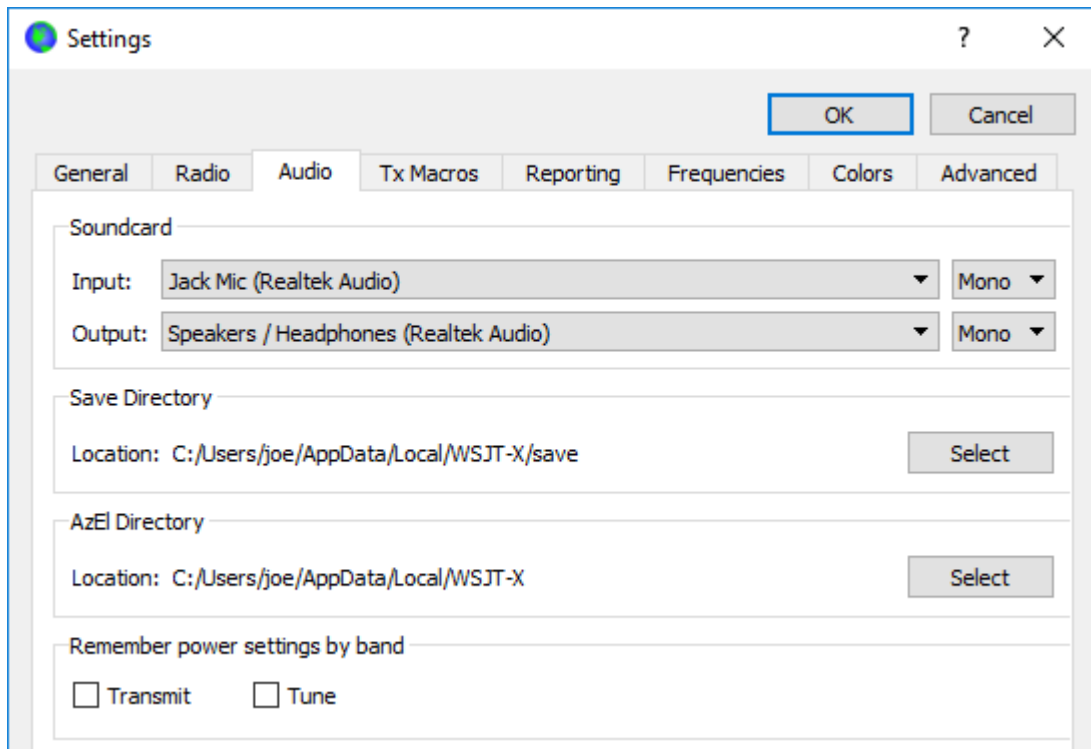 Settings ? X
OK Cancel
General Radio Audio Tx Macros Reporting Frequencies Colors Advanced
Soundcard
Input: Jack Mic (Realtek Audio) Mono
Output: Speakers / Headphones (Realtek Audio) Mono
Save Directory
Location: C:/Users/joe/AppData/Local/WSJT-X/save Select
AzEl Directory
Location: C:/Users/joe/AppData/Local/WSJT-X Select
Remember power settings by band
Transmit Tune